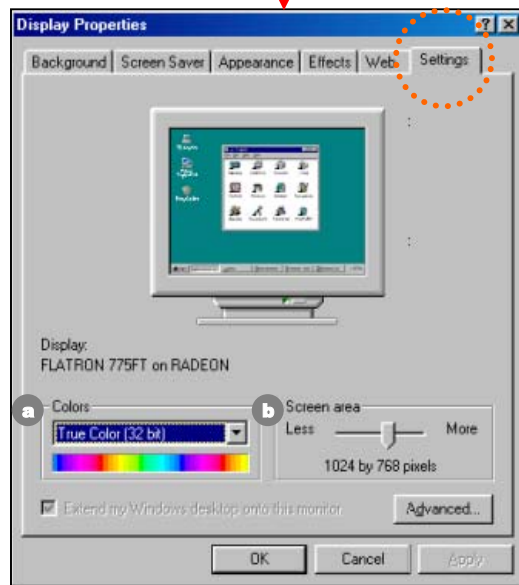 Display Properties
Background Screen Saver Appearance Effects Web Settings
:
:
Display:
FLATRON 775FT on RADEON
a Colors
True Color (32 bit)
b Screen area
Less More
1024 by 768 pixels
Extend my Windows desktop onto this monitor
Advanced...
OK Cancel Apply